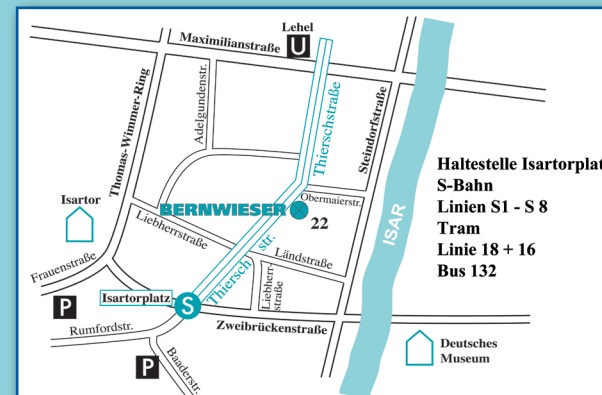 Lehel
U
Maximilianstraße
Adelgundenstr.
Thomas-Wimmer-Ring
Thierschstraße
Steindorfstraße
Haltestelle Isartorplat
S-Bahn
Linien S1 - S 8
Tram
Linie 18 + 16
Bus 132
Isartor
BERNWIESER
Obermaierstr.
22
ISAR
Liebherrstraße
Thiersch str.
Ländstraße
Frauenstraße
Liebherr-
straße
Isartorplatz
S
P
Zweibrückenstraße
Rumfordstr.
P
Baaderstr.
Deutsches
Museum